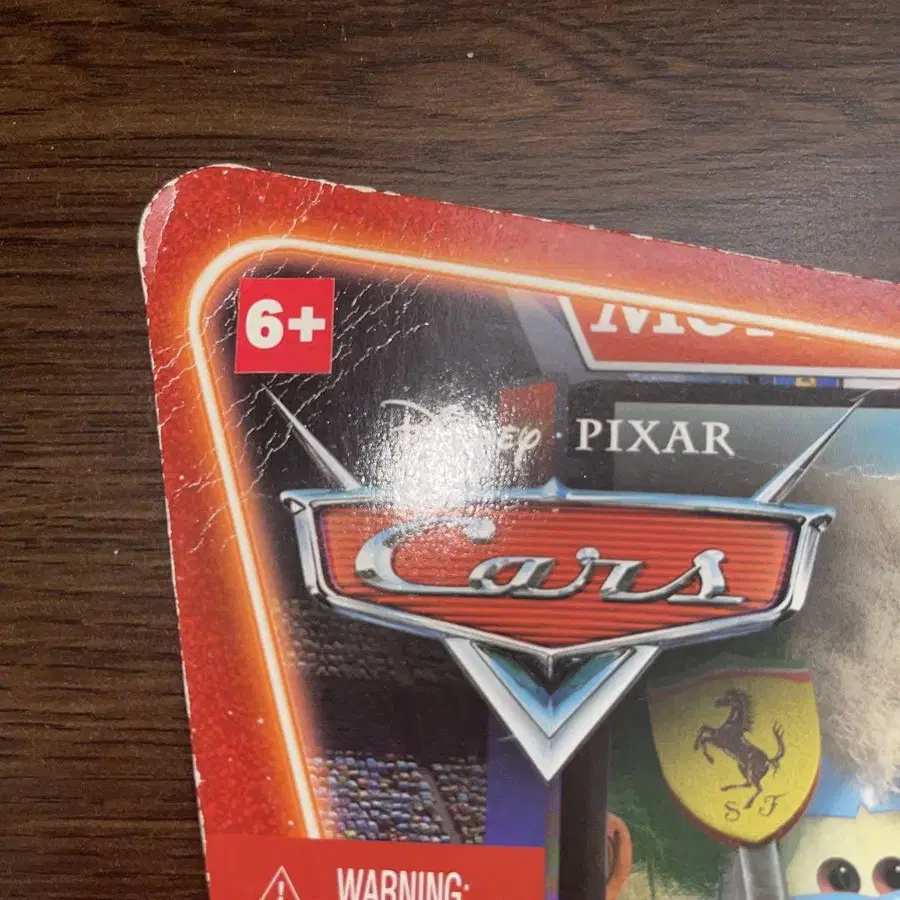 6+
Disney · PIXAR
Cars
S F
WARNING: